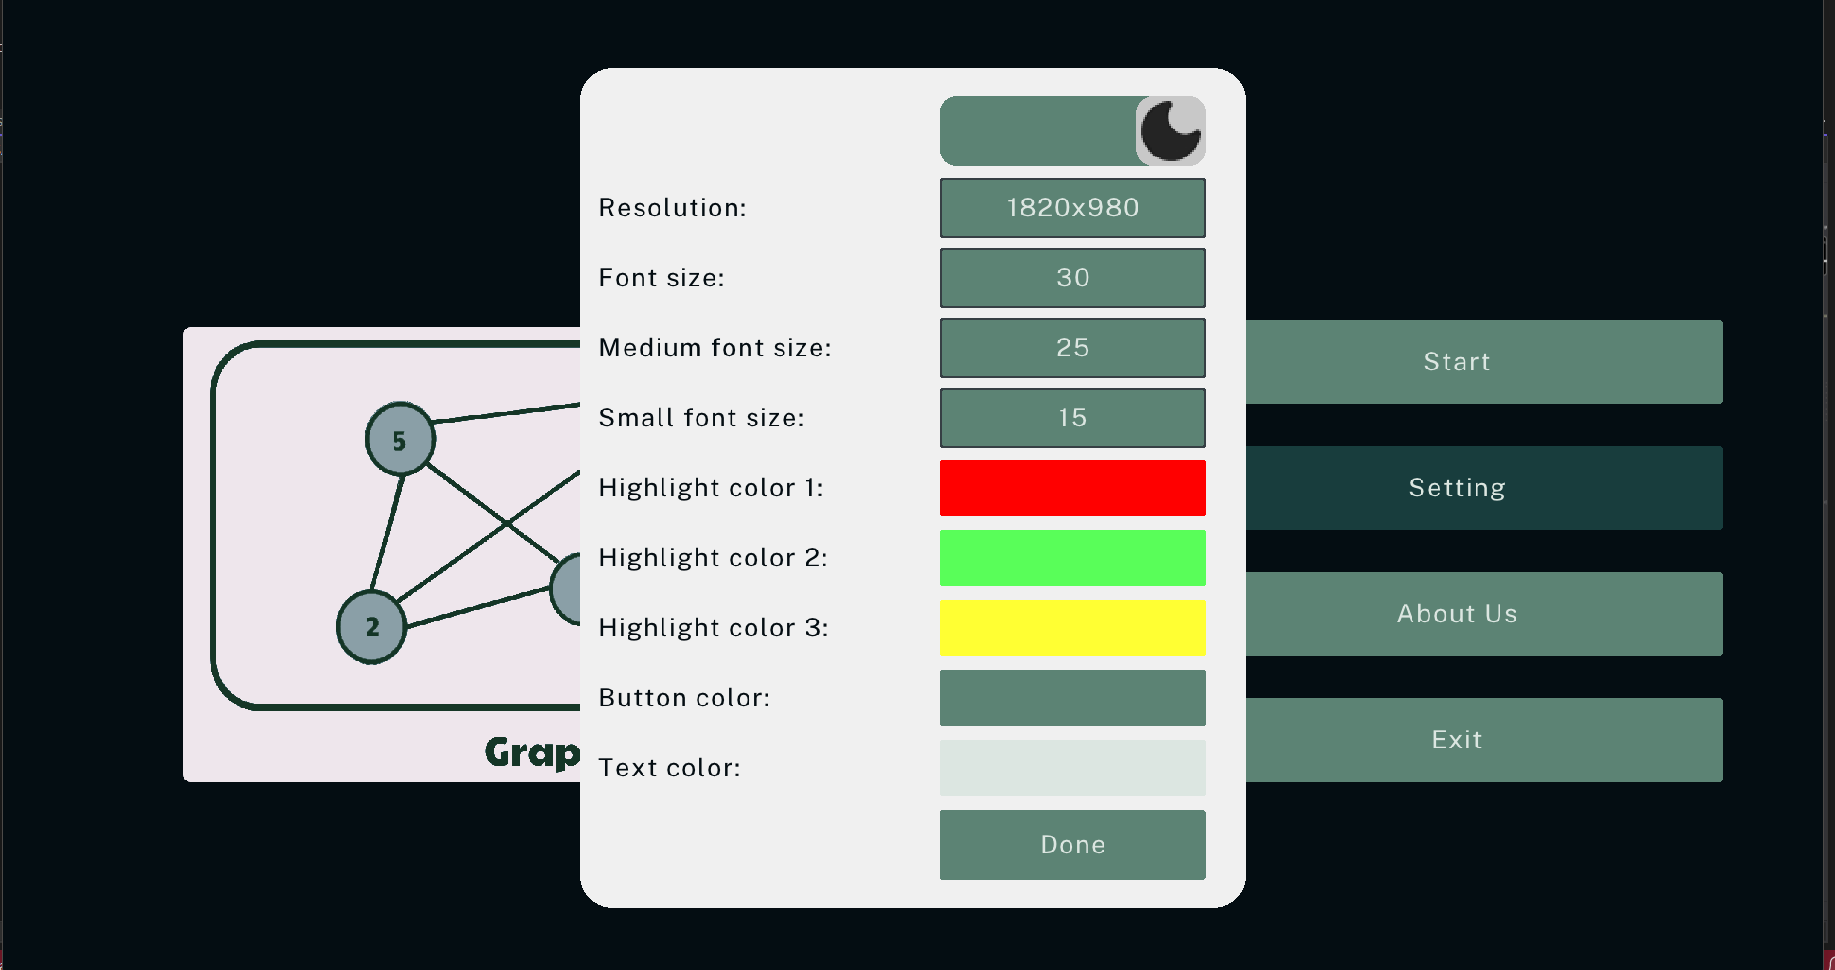 Resolution:
1820x980
Font size:
30
Medium font size:
25
Small font size:
15
Highlight color 1:
Highlight color 2:
Highlight color 3:
Button color:
Text color:
Done
5
2
Grap
Start
Setting
About Us
Exit